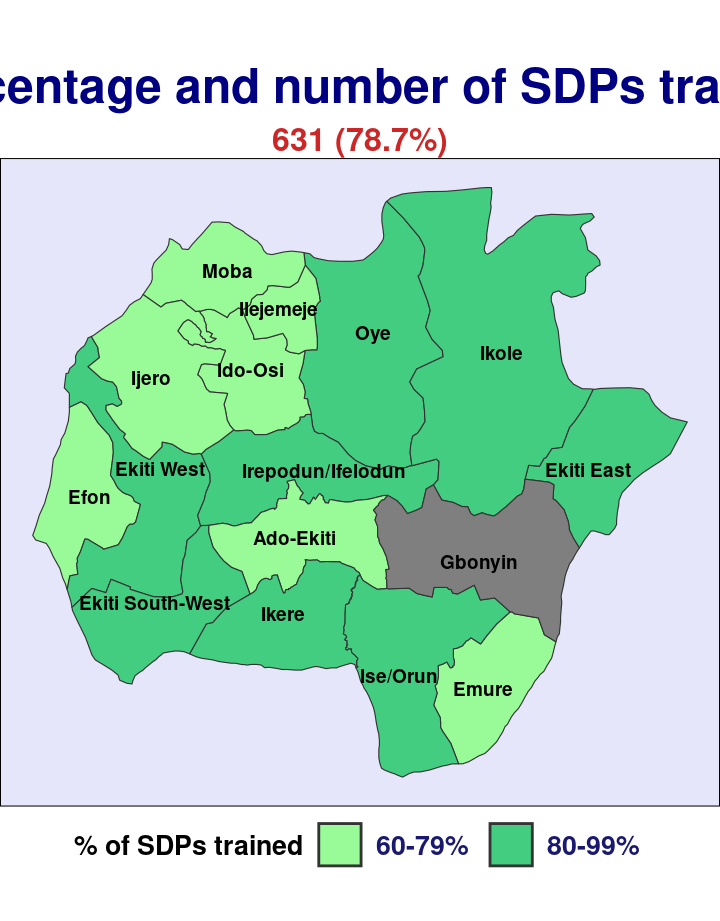 centage and number of SDPs tra
631 (78.7%)
Moba
Ilejemeje
Oye
Ikole
Ijero
Ido-Osi
Ekiti West
Irepodun/Ifelodun
Ekiti East
Efon
Ado-Ekiti
Gbonyin
Ekiti South-West
Ikere
Ise/Orun
Emure
% of SDPs trained 60-79% 80-99%